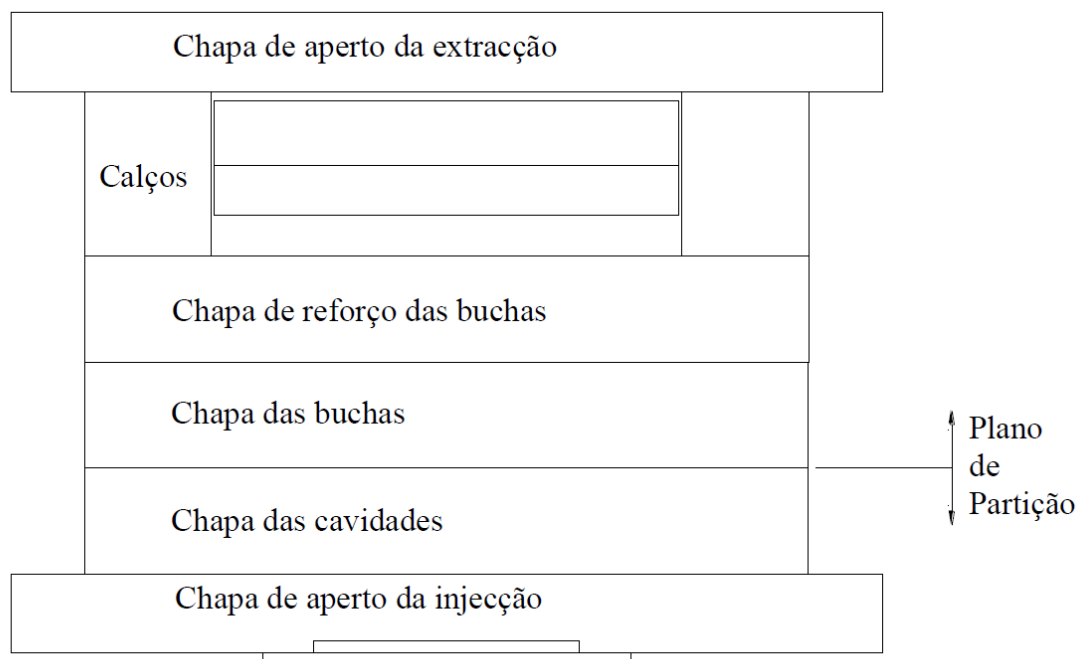 Chapa de aperto da extracção
Calços
Chapa de reforço das buchas
Chapa das buchas
Plano
de
Partição
Chapa das cavidades
Chapa de aperto da injecção